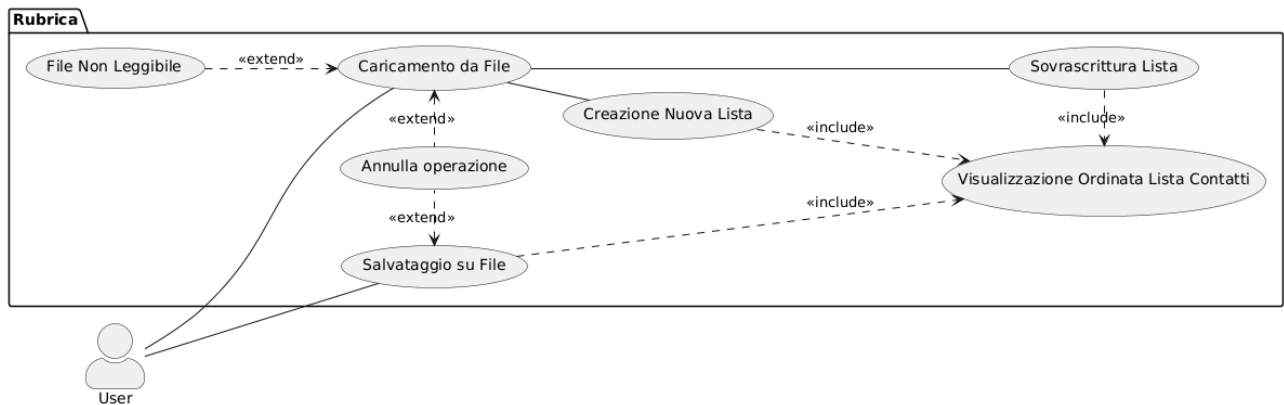 Rubrica
File Non Leggibile
«extend»
Caricamento da File
Sovrascrittura Lista
«extend»
Creazione Nuova Lista
«include»
«include»
Annulla operazione
Visualizzazione Ordinata Lista Contatti
«extend»
«include»
Salvataggio su File
User